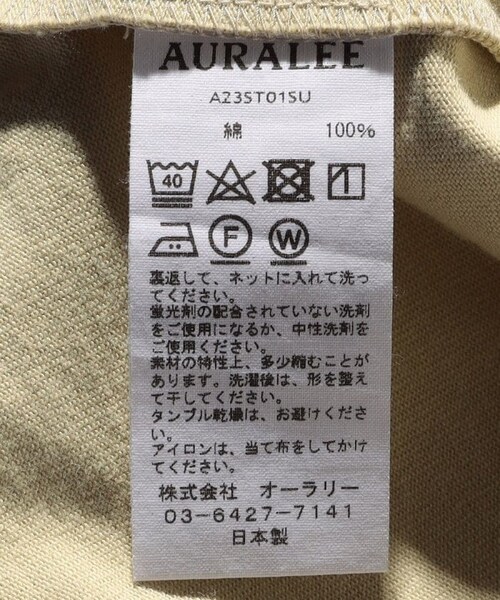 AURALEE
A23ST01SU
綿 100%
40
F W
裏返して、ネットに入れて洗っ
てください。
蛍光剤の配合されていない洗剤
をご使用になるか、中性洗剤を
ご使用ください。
素材の特性上、多少縮むことが
あります。洗濯後は、形を整え
て干してください。
タンブル乾燥は、お避けくださ
い。
アイロンは、当て布をしてかけ
てください。
株式会社 オーラリー
03-6427-7141
日本製